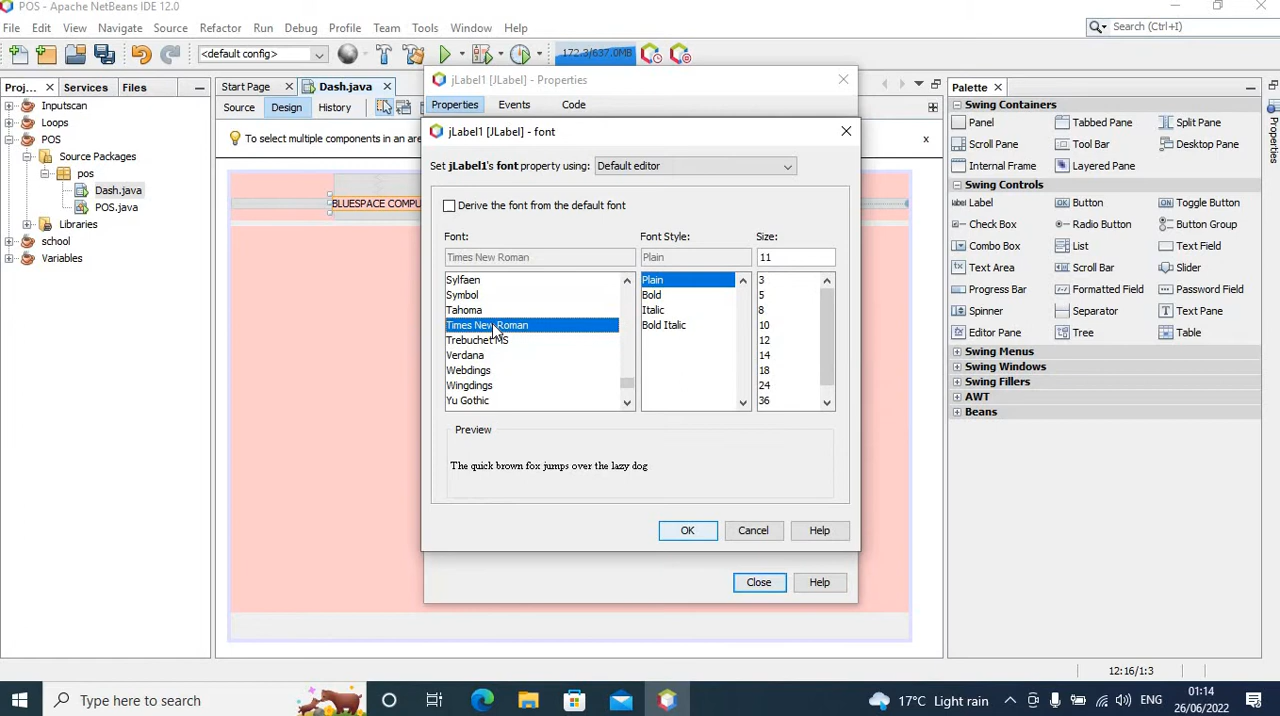 POS - Apache NetBeans IDE 12.0
File Edit View Navigate Source Refactor Run Debug Profile Team Tools Window Help
Search (Ctrl+I)
<default config>
172.3/637.0MB
Proj... Services Files
Inputscan
Loops
POS
Source Packages
pos
Dash.java
POS.java
Libraries
school
Variables
Start Page Dash.java
Source Design History
To select multiple components in an are
BLUESPACE COMPU
jLabel1 [JLabel] - Properties
Properties Events Code
jLabel1 [JLabel] - font
Set jLabel1's font property using: Default editor
Derive the font from the default font
Font: Font Style: Size:
Times New Roman Plain 11
Sylfaen
Symbol
Tahoma
Times New Roman
Trebuchet MS
Verdana
Webdings
Wingdings
Yu Gothic
Plain
Bold
Italic
Bold Italic
3
5
8
10
12
14
18
24
36
Preview
The quick brown fox jumps over the lazy dog
OK Cancel Help
Close Help
Palette
Swing Containers
Panel Tabbed Pane Split Pane
Scroll Pane Tool Bar Desktop Pane
Internal Frame Layered Pane
Swing Controls
label Label OK Button ON Toggle Button
Check Box Radio Button Button Group
Combo Box List Text Field
Text Area Scroll Bar Slider
Progress Bar Formatted Field Password Field
Spinner Separator Text Pane
Editor Pane Tree Table
Swing Menus
Swing Windows
Swing Fillers
AWT
Beans
Properties
12:16/1:3
Type here to search
17°C Light rain
ENG
01:14
26/06/2022